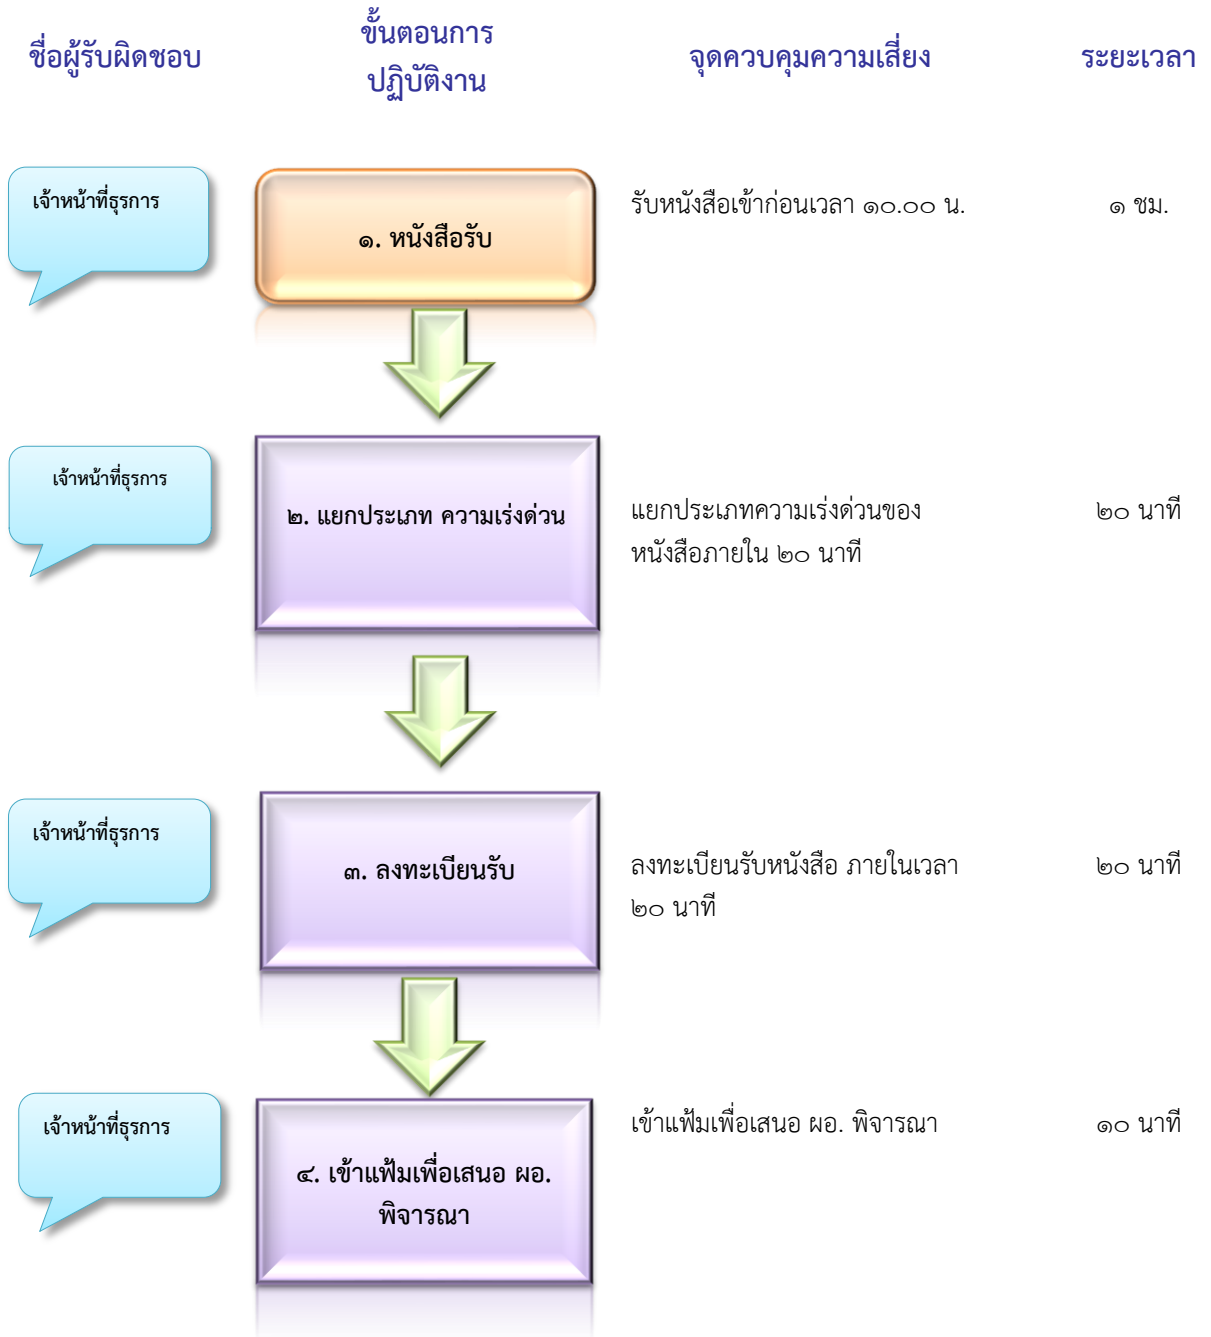 ชื่อผู้รับผิดชอบ
ขั้นตอนการ
ปฏิบัติงาน
จุดควบคุมความเสี่ยง
ระยะเวลา
เจ้าหน้าที่ธุรการ
๑. หนังสือรับ
รับหนังสือเข้าก่อนเวลา ๑๐.๐๐ น.
๑ ชม.
เจ้าหน้าที่ธุรการ
๒. แยกประเภท ความเร่งด่วน
แยกประเภทความเร่งด่วนของ
หนังสือภายใน ๒๐ นาที
๒๐ นาที
เจ้าหน้าที่ธุรการ
๓. ลงทะเบียนรับ
ลงทะเบียนรับหนังสือ ภายในเวลา
๒๐ นาที
๒๐ นาที
เจ้าหน้าที่ธุรการ
๔. เข้าแฟ้มเพื่อเสนอ ผอ.
พิจารณา
เข้าแฟ้มเพื่อเสนอ ผอ. พิจารณา
๑๐ นาที